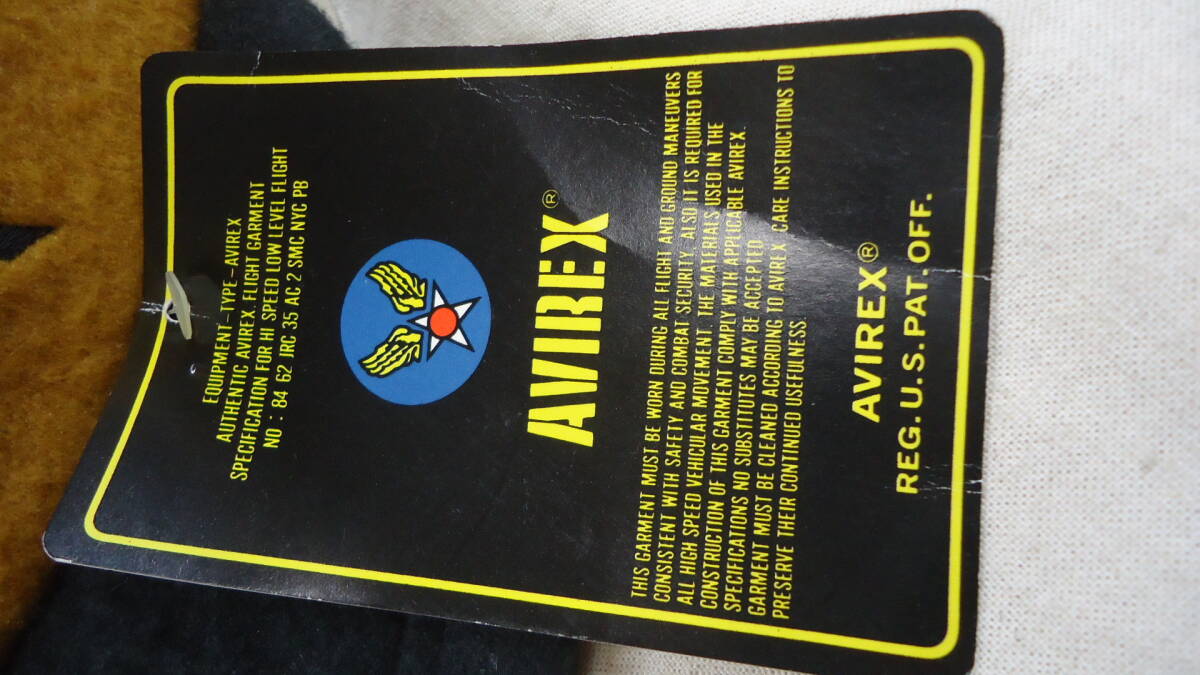 EQUIPMENT-TYPE-AVIREX
AUTHENTIC AVIREX FLIGHT GARMENT
SPECIFICATION FOR HI SPEED LOW LEVEL FLIGHT
NO: 84 62 JRC 35 AC 2 SMC NYC PB
AVIREX®
THIS GARMENT MUST BE WORN DURING ALL FLIGHT AND GROUND MANEUVERS
CONSISTENT WITH SAFETY AND COMBAT SECURITY. ALSO IT IS REQUIRED FOR
ALL HIGH SPEED VEHICULAR MOVEMENT. THE MATERIALS USED IN THE
CONSTRUCTION OF THIS GARMENT COMPLY WITH APPLICABLE AVIREX.
SPECIFICATIONS NO SUBSTITUTES MAY BE ACCEPTED
GARMENT MUST BE CLEANED ACCORDING TO AVIREX CARE INSTRUCTIONS TO
PRESERVE THEIR CONTINUED USEFULNESS.
AVIREX®
REG. U.S. PAT. OFF.